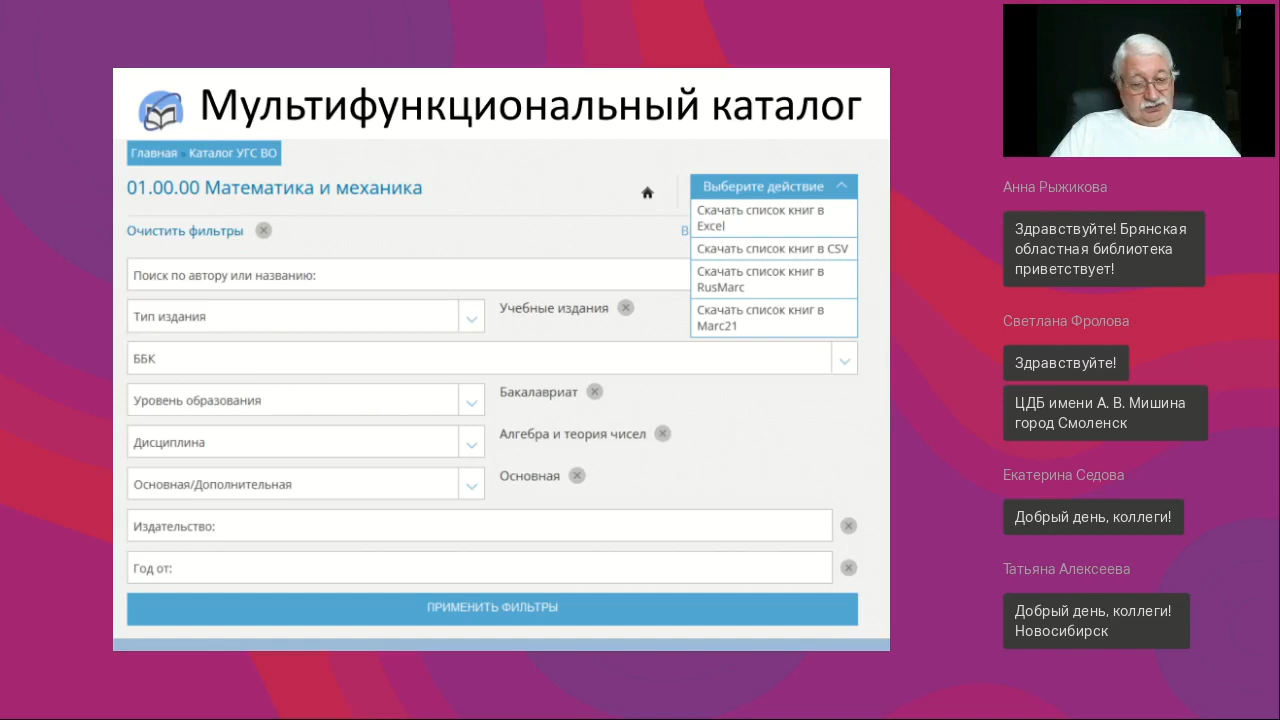 Мультифункциональный каталог
Главная » Каталог УГС ВО
01.00.00 Математика и механика
Выберите действие
Скачать список книг в
Excel
Скачать список книг в CSV
Скачать список книг в
RusMarc
Скачать список книг в
Marc21
Очистить фильтры
В
Поиск по автору или названию:
Тип издания
Учебные издания
ББК
Уровень образования
Бакалавриат
Дисциплина
Алгебра и теория чисел
Основная/Дополнительная
Основная
Издательство:
Год от:
ПРИМЕНИТЬ ФИЛЬТРЫ
Анна Рыжикова
Здравствуйте! Брянская
областная библиотека
приветствует!
Светлана Фролова
Здравствуйте!
ЦДБ имени А. В. Мишина
город Смоленск
Екатерина Седова
Добрый день, коллеги!
Татьяна Алексеева
Добрый день, коллеги!
Новосибирск